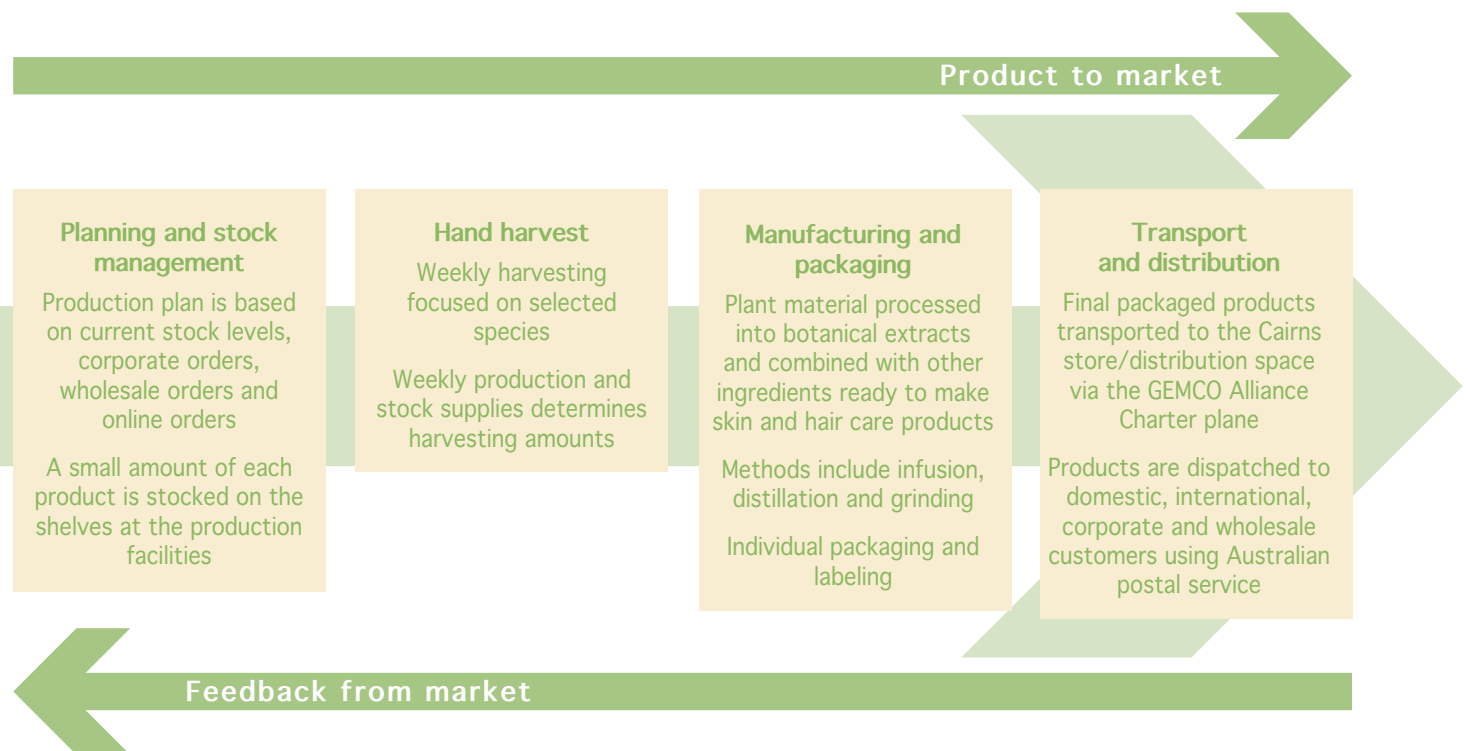 Product to market
Planning and stock
management
Production plan is based
on current stock levels,
corporate orders,
wholesale orders and
online orders
A small amount of each
product is stocked on the
shelves at the production
facilities
Hand harvest
Weekly harvesting
focused on selected
species
Weekly production and
stock supplies determines
harvesting amounts
Manufacturing and
packaging
Plant material processed
into botanical extracts
and combined with other
ingredients ready to make
skin and hair care products
Methods include infusion,
distillation and grinding
Individual packaging and
labeling
Transport
and distribution
Final packaged products
transported to the Cairns
store/distribution space
via the GEMCO Alliance
Charter plane
Products are dispatched to
domestic, international,
corporate and wholesale
customers using Australian
postal service
Feedback from market